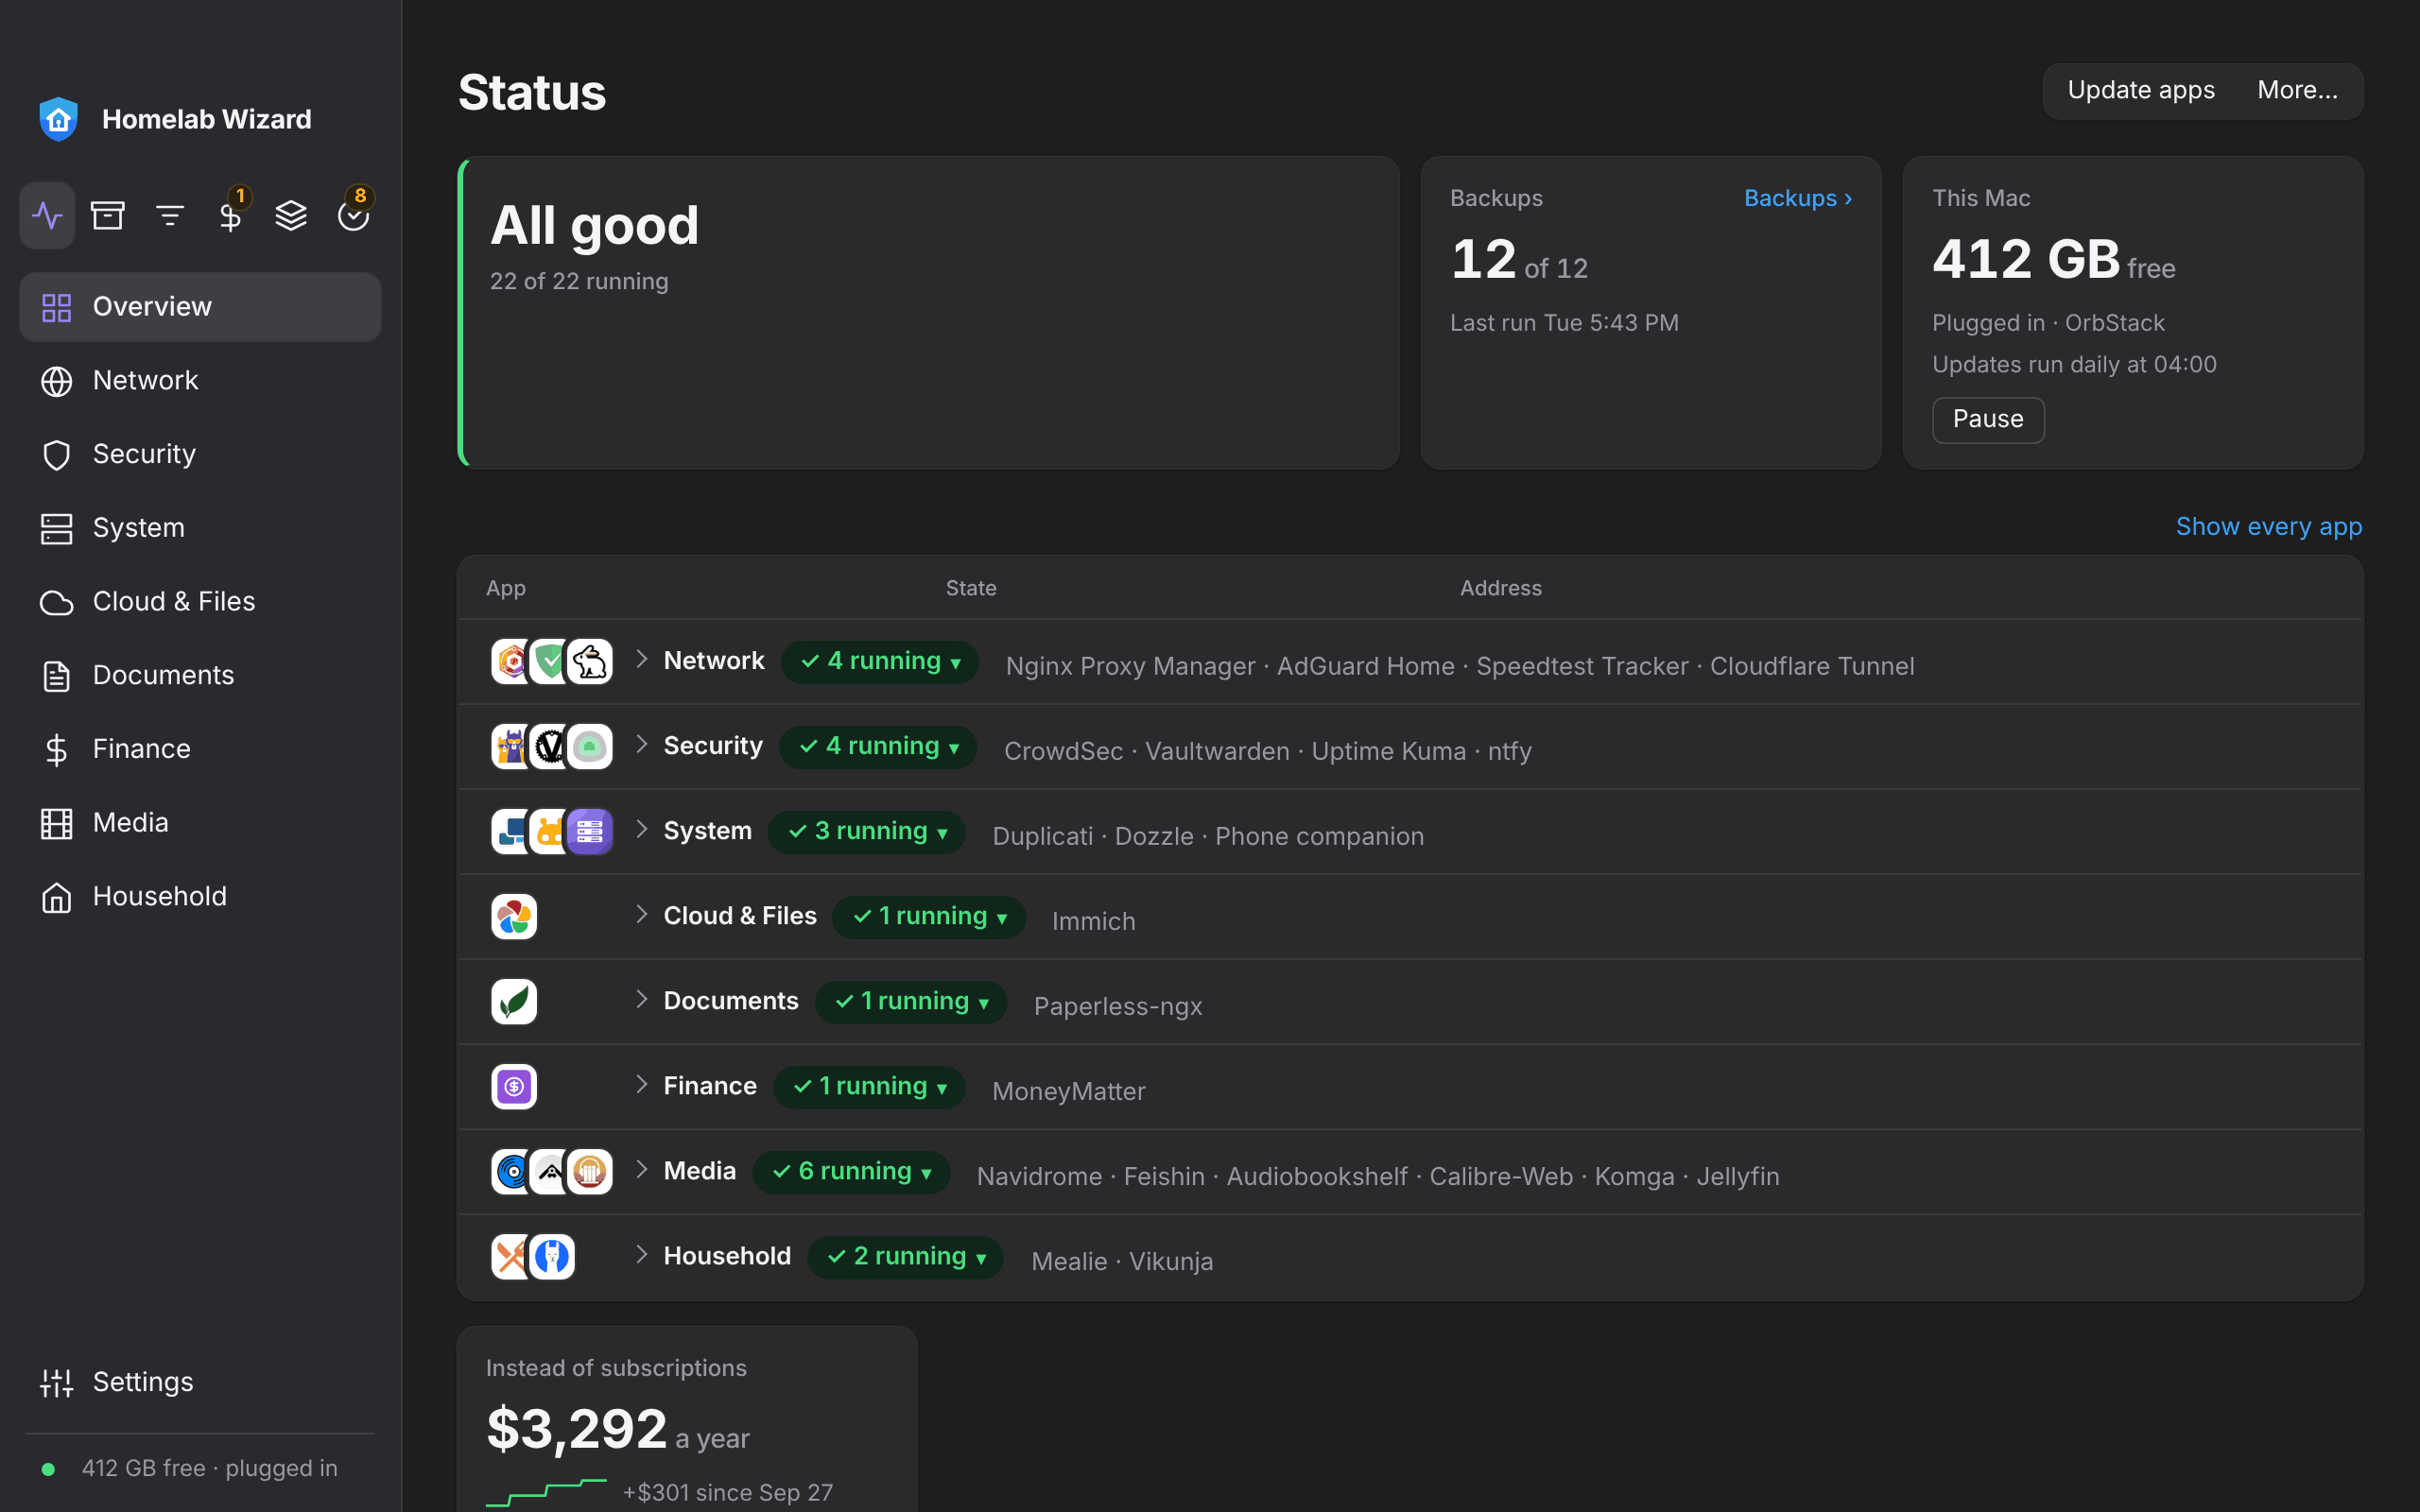 Homelab Wizard
1
8
Overview
Network
Security
System
Cloud & Files
Documents
Finance
Media
Household
Settings
412 GB free · plugged in
Status
Update apps
More...
All good
22 of 22 running
Backups
Backups ›
12 of 12
Last run Tue 5:43 PM
This Mac
412 GB free
Plugged in · OrbStack
Updates run daily at 04:00
Pause
Show every app
App State Address
Network ✓ 4 running ▾ Nginx Proxy Manager · AdGuard Home · Speedtest Tracker · Cloudflare Tunnel
Security ✓ 4 running ▾ CrowdSec · Vaultwarden · Uptime Kuma · ntfy
System ✓ 3 running ▾ Duplicati · Dozzle · Phone companion
Cloud & Files ✓ 1 running ▾ Immich
Documents ✓ 1 running ▾ Paperless-ngx
Finance ✓ 1 running ▾ MoneyMatter
Media ✓ 6 running ▾ Navidrome · Feishin · Audiobookshelf · Calibre-Web · Komga · Jellyfin
Household ✓ 2 running ▾ Mealie · Vikunja
Instead of subscriptions
$3,292 a year
+$301 since Sep 27